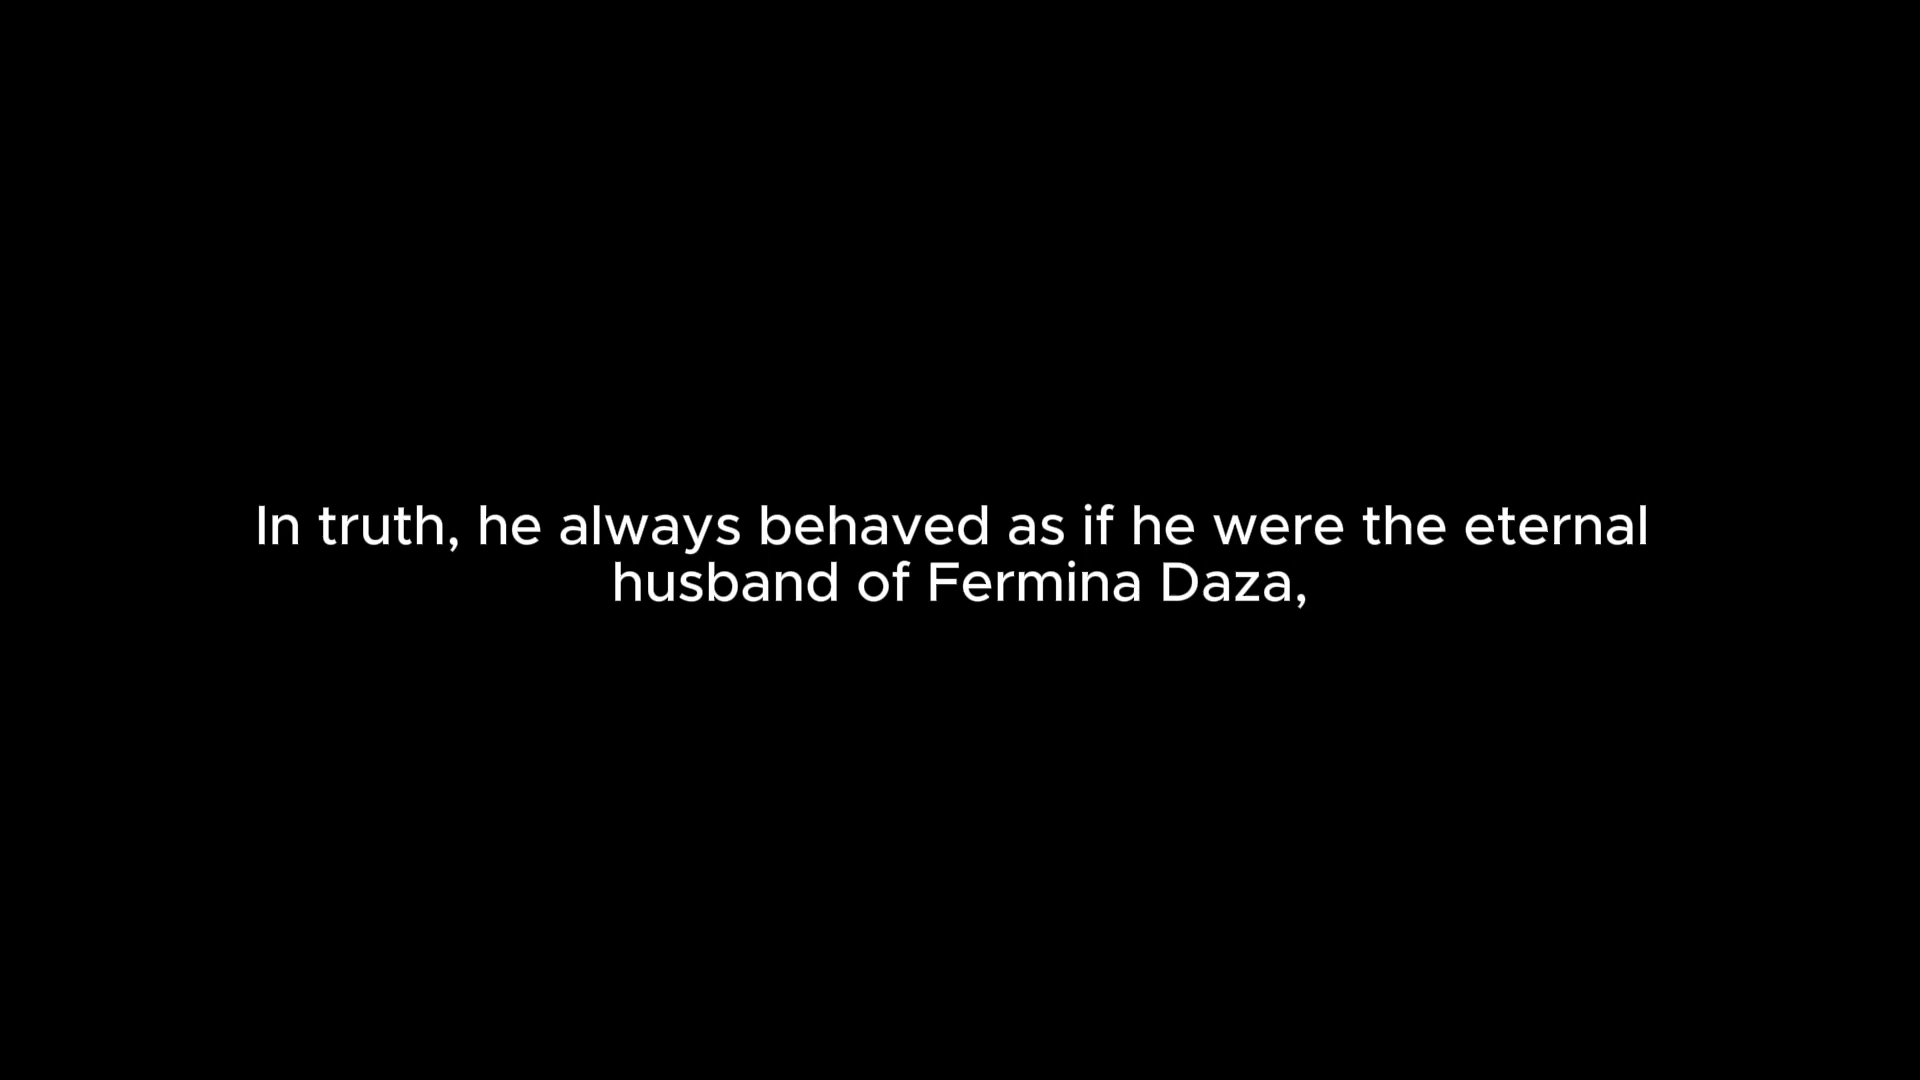 In truth, he always behaved as if he were the eternal
husband of Fermina Daza,